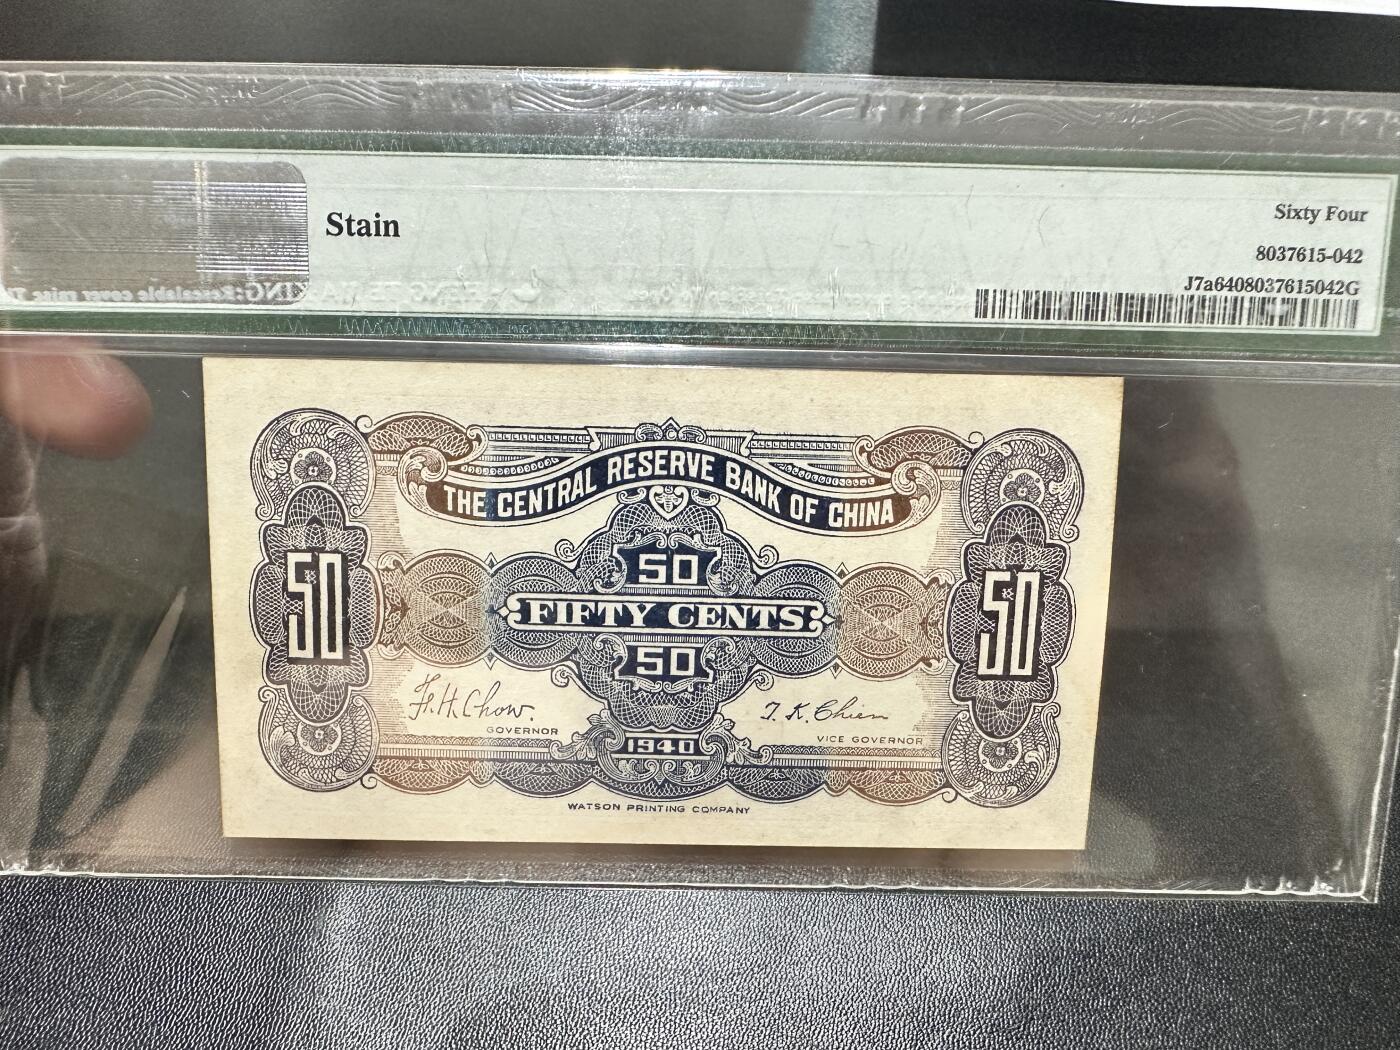 Stain
Sixty Four
8037615-042
J7a6408037615042G
THE CENTRAL RESERVE BANK OF CHINA
50
50
50
FIFTY CENTS
50
F. H. Chow.
GOVERNOR
T. K. Chien
VICE GOVERNOR
1940
WATSON PRINTING COMPANY